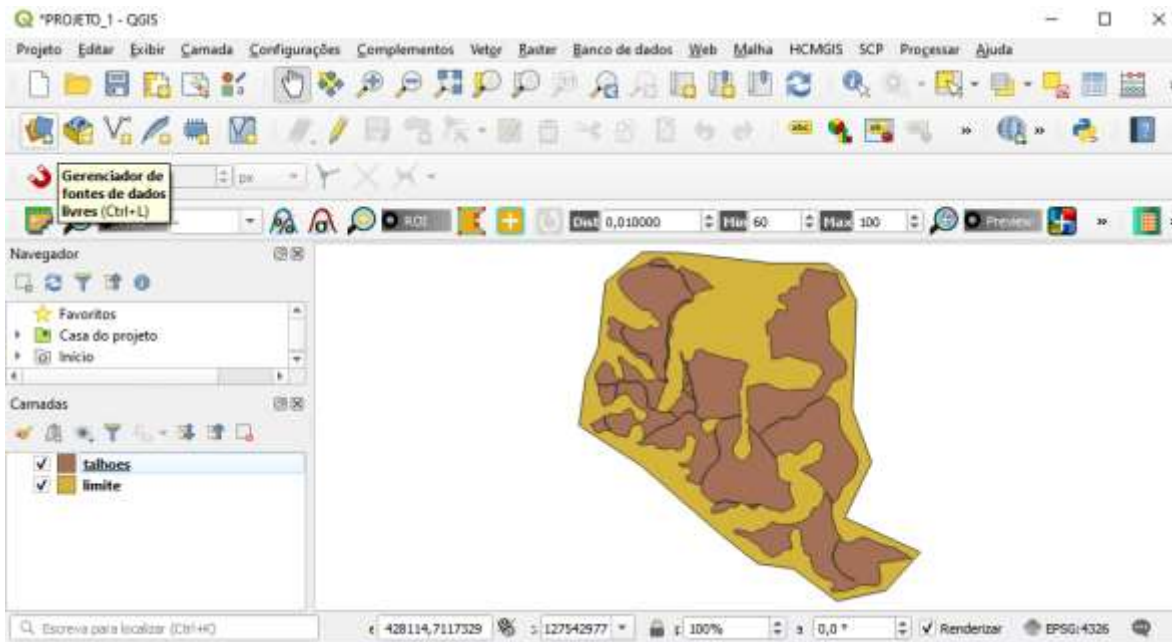 *PROJETO_1 - QGIS
Projeto Editar Exibir Camada Configurações Complementos Vetor Raster Banco de dados Web Malha HCMGIS SCP Processar Ajuda
abc
Gerenciador de
fontes de dados
livres (Ctrl+L)
px
ROI
Dist 0,010000
Min 60
Max 100
Preview
Navegador
Favoritos
Casa do projeto
Início
Camadas
talhoes
limite
Escreva para localizar (Ctrl+K)
428114,7117329
127542977
100%
0,0 °
Renderizar
EPSG:4326